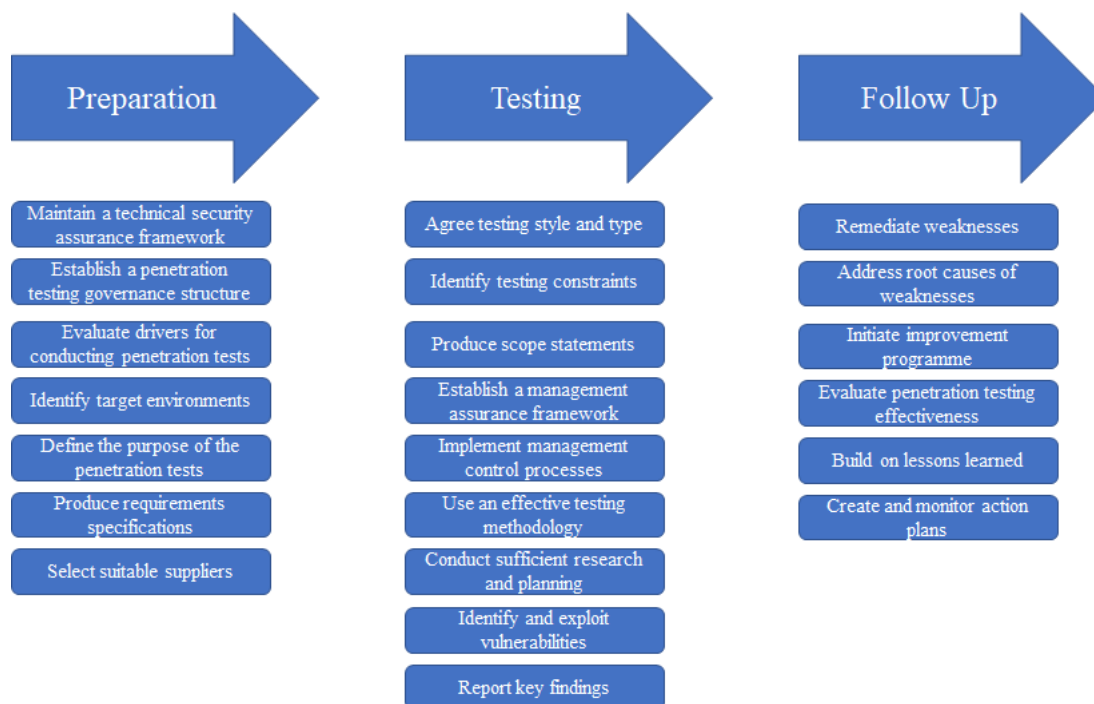 Preparation
Maintain a technical security
assurance framework
Establish a penetration
testing governance structure
Evaluate drivers for
conducting penetration tests
Identify target environments
Define the purpose of the
penetration tests
Produce requirements
specifications
Select suitable suppliers
Testing
Agree testing style and type
Identify testing constraints
Produce scope statements
Establish a management
assurance framework
Implement management
control processes
Use an effective testing
methodology
Conduct sufficient research
and planning
Identify and exploit
vulnerabilities
Report key findings
Follow Up
Remediate weaknesses
Address root causes of
weaknesses
Initiate improvement
programme
Evaluate penetration testing
effectiveness
Build on lessons learned
Create and monitor action
plans